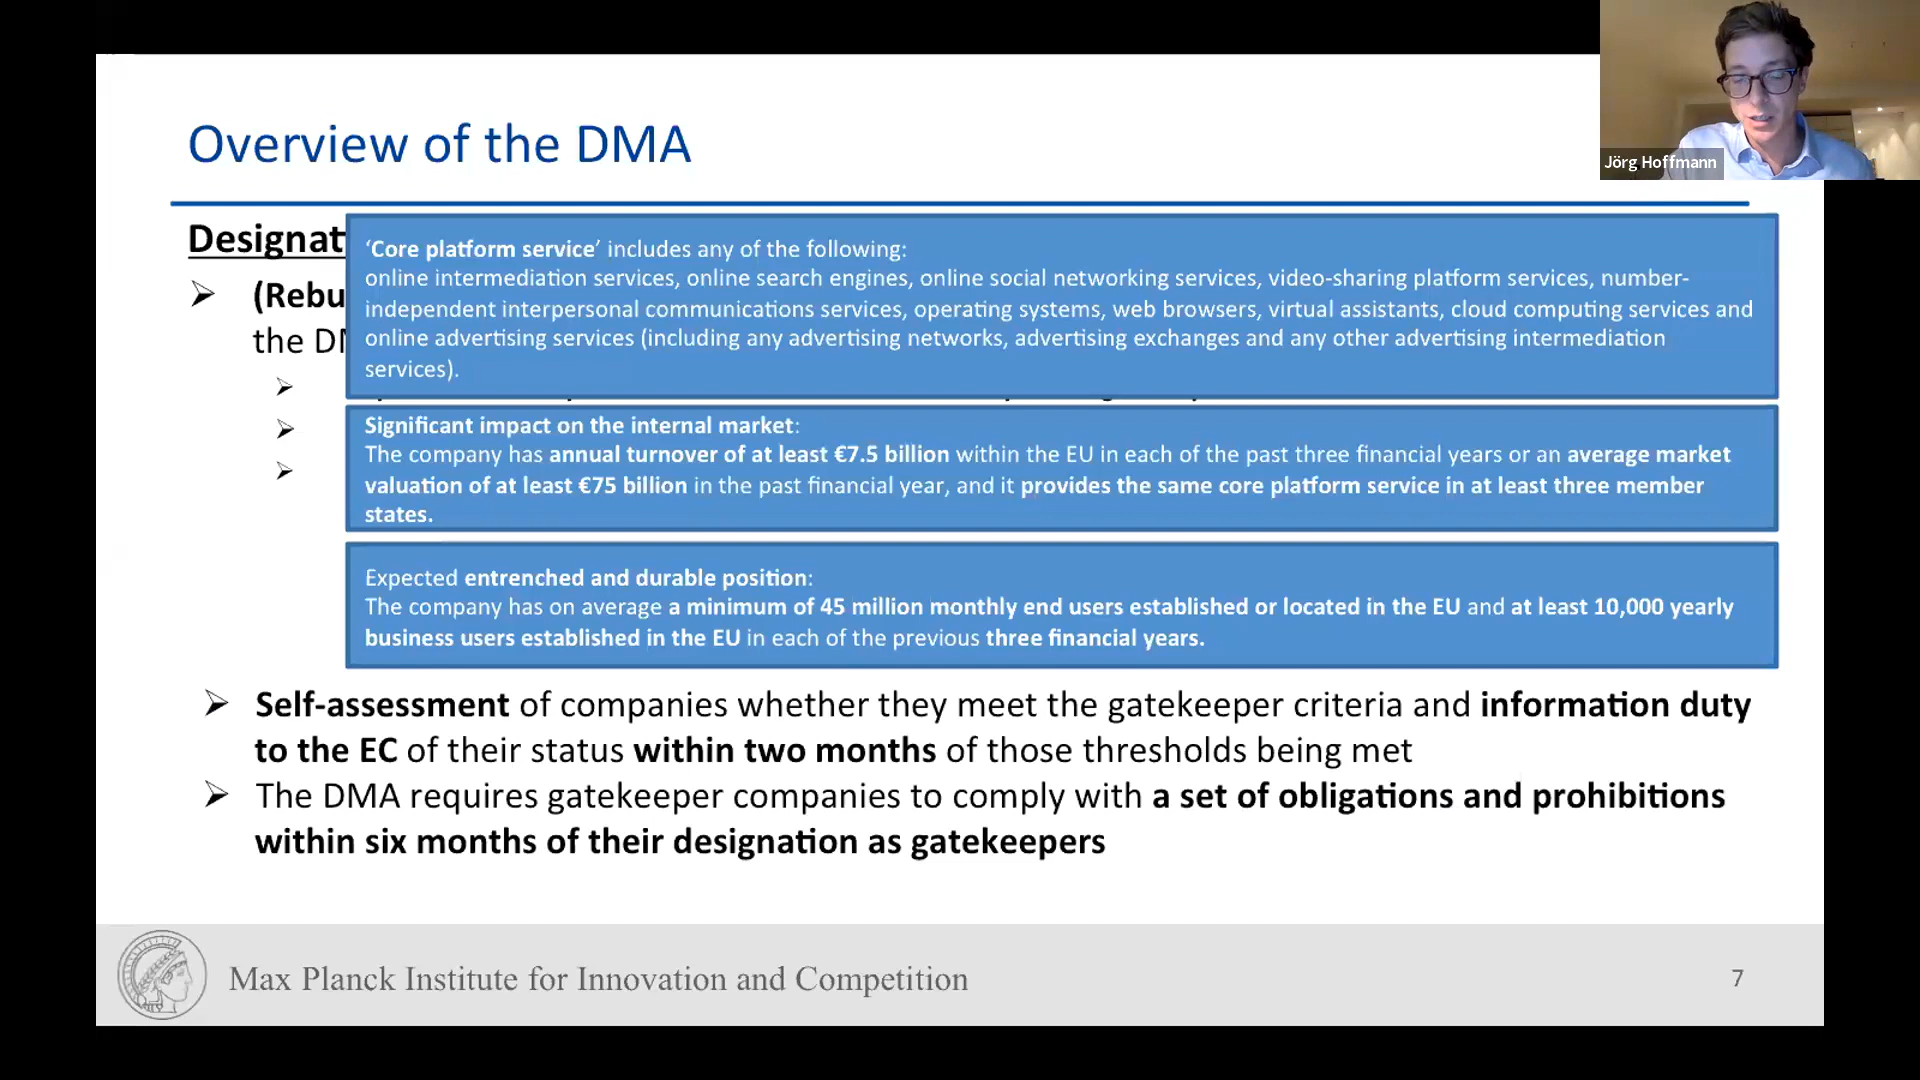 Jörg Hoffmann
Overview of the DMA
Designat
‘Core platform service’ includes any of the following:
online intermediation services, online search engines, online social networking services, video-sharing platform services, number-
independent interpersonal communications services, operating systems, web browsers, virtual assistants, cloud computing services and
online advertising services (including any advertising networks, advertising exchanges and any other advertising intermediation
services).
(Rebu
the DM
Significant impact on the internal market:
The company has annual turnover of at least €7.5 billion within the EU in each of the past three financial years or an average market
valuation of at least €75 billion in the past financial year, and it provides the same core platform service in at least three member
states.
Expected entrenched and durable position:
The company has on average a minimum of 45 million monthly end users established or located in the EU and at least 10,000 yearly
business users established in the EU in each of the previous three financial years.
Self-assessment of companies whether they meet the gatekeeper criteria and information duty
to the EC of their status within two months of those thresholds being met
The DMA requires gatekeeper companies to comply with a set of obligations and prohibitions
within six months of their designation as gatekeepers
Max Planck Institute for Innovation and Competition
7